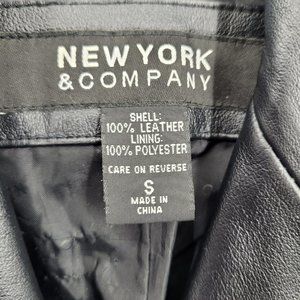 NEW YORK
& COMPANY
SHELL:
100% LEATHER
LINING:
100% POLYESTER
CARE ON REVERSE
S
MADE IN
CHINA